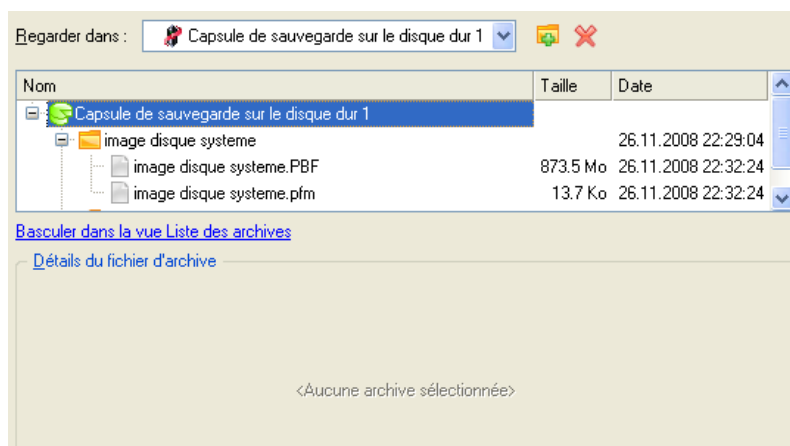 Regarder dans : Capsule de sauvegarde sur le disque dur 1
Nom Taille Date
Capsule de sauvegarde sur le disque dur 1
image disque systeme 26.11.2008 22:29:04
image disque systeme.PBF 873.5 Mo 26.11.2008 22:32:24
image disque systeme.pfm 13.7 Ko 26.11.2008 22:32:24
Basculer dans la vue Liste des archives
Détails du fichier d'archive
<Aucune archive sélectionnée>